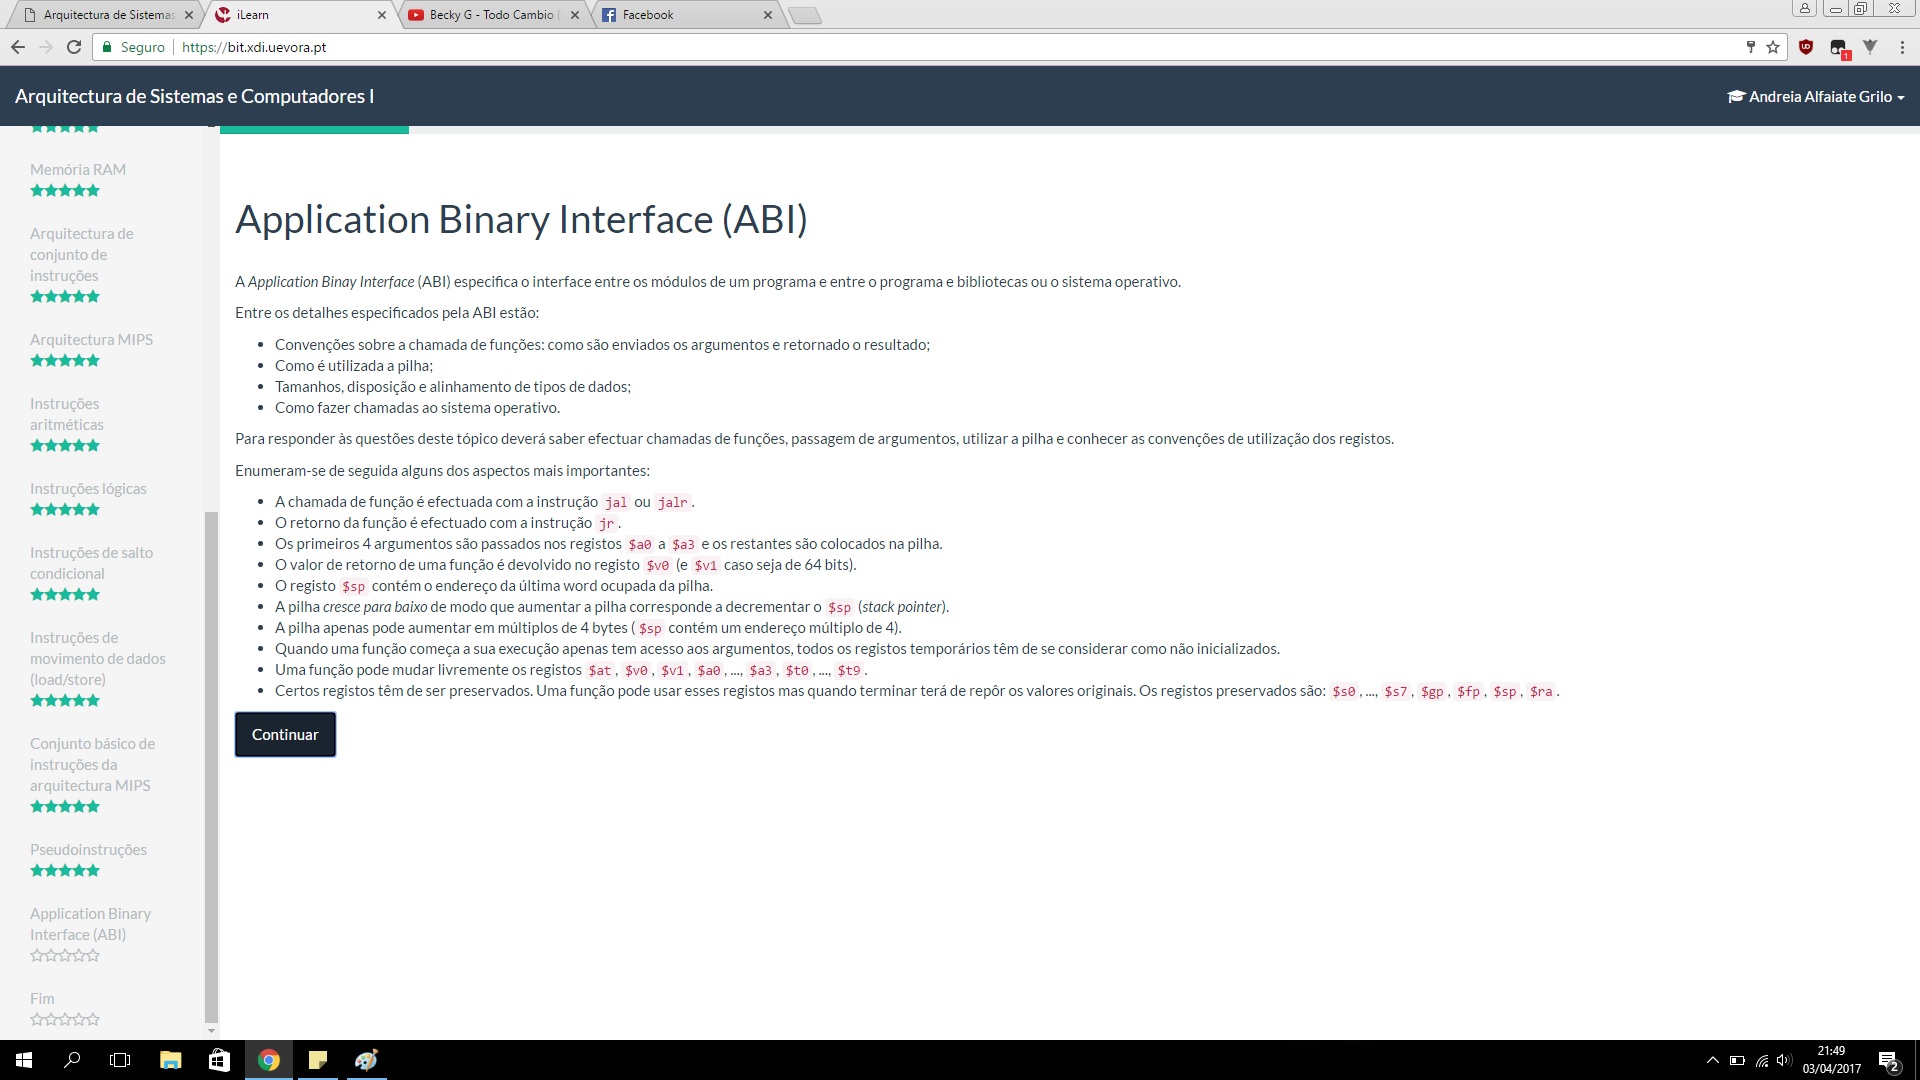 Arquitectura de Sistemas
iLearn
Becky G - Todo Cambio (
Facebook
Seguro
https://bit.xdi.uevora.pt
1
Arquitectura de Sistemas e Computadores I
Andreia Alfaiate Grilo
Memória RAM
Arquitectura de
conjunto de
instruções
Arquitectura MIPS
Instruções
aritméticas
Instruções lógicas
Instruções de salto
condicional
Instruções de
movimento de dados
(load/store)
Conjunto básico de
instruções da
arquitectura MIPS
Pseudoinstruções
Application Binary
Interface (ABI)
Fim
Application Binary Interface (ABI)
A Application Binay Interface (ABI) especifica o interface entre os módulos de um programa e entre o programa e bibliotecas ou o sistema operativo.
Entre os detalhes especificados pela ABI estão:
• Convenções sobre a chamada de funções: como são enviados os argumentos e retornado o resultado;
• Como é utilizada a pilha;
• Tamanhos, disposição e alinhamento de tipos de dados;
• Como fazer chamadas ao sistema operativo.
Para responder às questões deste tópico deverá saber efectuar chamadas de funções, passagem de argumentos, utilizar a pilha e conhecer as convenções de utilização dos registos.
Enumeram-se de seguida alguns dos aspectos mais importantes:
• A chamada de função é efectuada com a instrução jal ou jalr.
• O retorno da função é efectuado com a instrução jr.
• Os primeiros 4 argumentos são passados nos registos $a0 a $a3 e os restantes são colocados na pilha.
• O valor de retorno de uma função é devolvido no registo $v0 (e $v1 caso seja de 64 bits).
• O registo $sp contém o endereço da última word ocupada da pilha.
• A pilha cresce para baixo de modo que aumentar a pilha corresponde a decrementar o $sp (stack pointer).
• A pilha apenas pode aumentar em múltiplos de 4 bytes ( $sp contém um endereço múltiplo de 4).
• Quando uma função começa a sua execução apenas tem acesso aos argumentos, todos os registos temporários têm de se considerar como não inicializados.
• Uma função pode mudar livremente os registos $at, $v0, $v1, $a0,..., $a3, $t0,..., $t9.
• Certos registos têm de ser preservados. Uma função pode usar esses registos mas quando terminar terá de repôr os valores originais. Os registos preservados são: $s0,..., $s7, $gp, $fp, $sp, $ra.
Continuar
21:49
03/04/2017
2